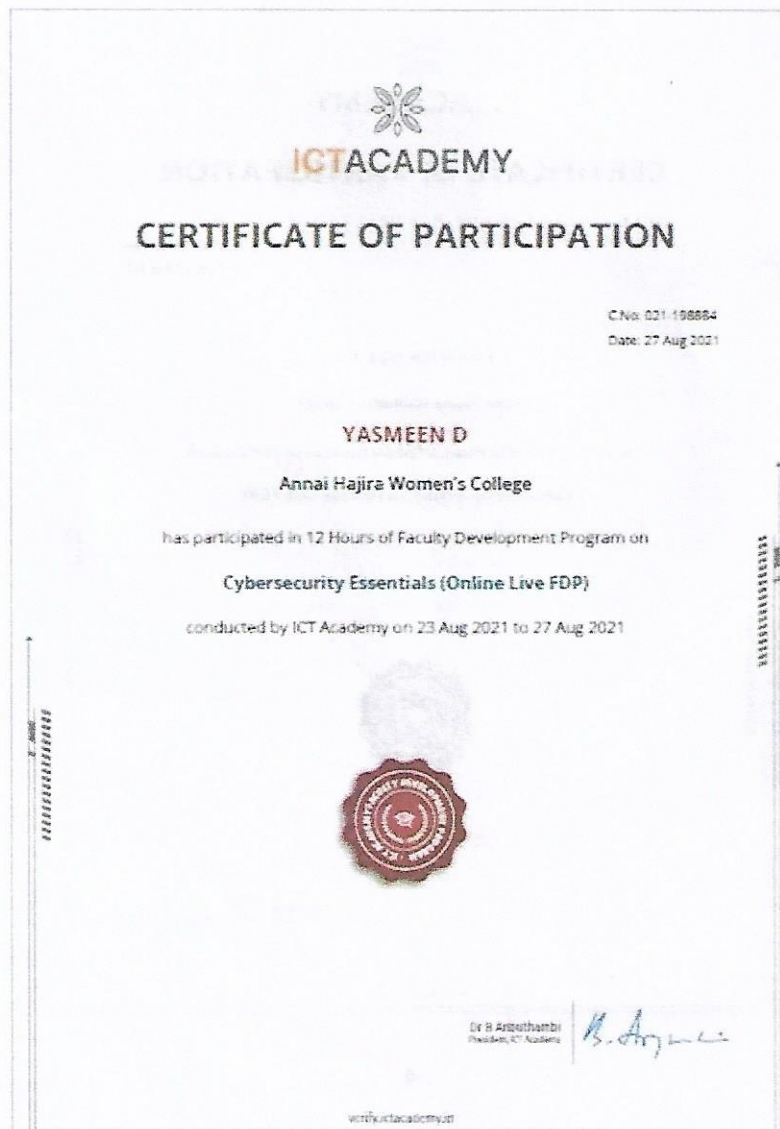 ICTACADEMY
CERTIFICATE OF PARTICIPATION
C.No: 021-198884
Date: 27 Aug 2021
YASMEEN D
Annai Hajira Women's College
has participated in 12 Hours of Faculty Development Program on
Cybersecurity Essentials (Online Live FDP)
conducted by ICT Academy on 23 Aug 2021 to 27 Aug 2021
Dr B Anbuthambi
President, ICT Academy
verify.ictacademy.in